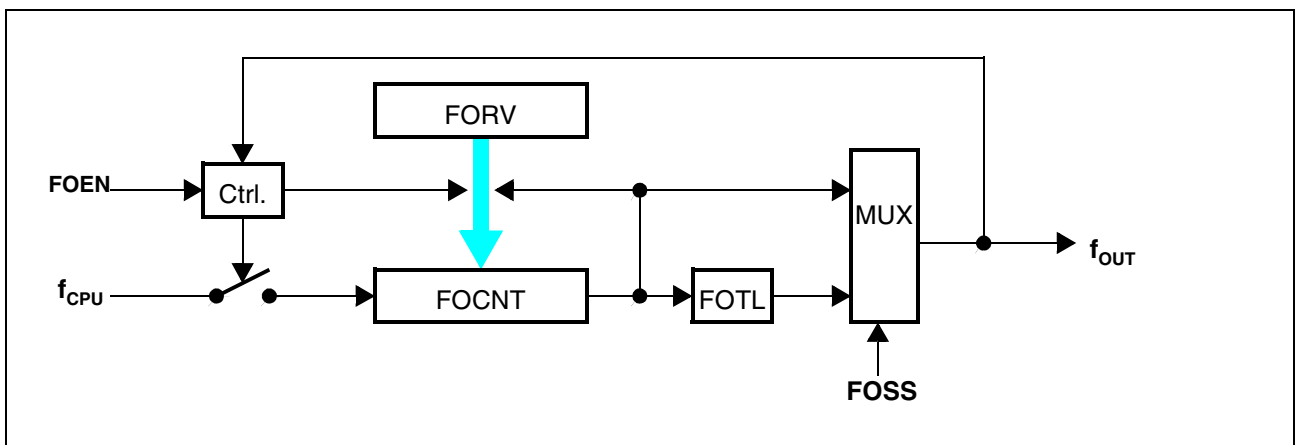 FORV
FOEN
Ctrl.
MUX
fOUT
fCPU
FOCNT
FOTL
FOSS